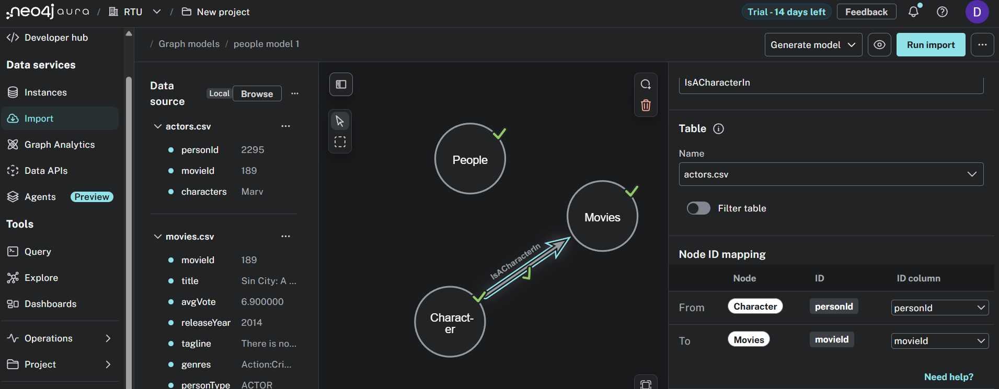 neo4j aura / RTU / New project
Trial - 14 days left
Feedback
D
Developer hub
Data services
Instances
Import
Graph Analytics
Data APIs
Agents Preview
Tools
Query
Explore
Dashboards
Operations
Project
/ Graph models / people model 1
Generate model
Run import
Data source
Local
Browse
actors.csv
personId 2295
movieId 189
characters Marv
movies.csv
movieId 189
title Sin City: A ...
avgVote 6.900000
releaseYear 2014
tagline There is no...
genres Action:Cri...
personType ACTOR
People
Movies
IsACharacterIn
Charact-
er
IsACharacterIn
Table
Name
actors.csv
Filter table
Node ID mapping
Node ID ID column
From Character personId personId
To Movies movieId movieId
Need help?